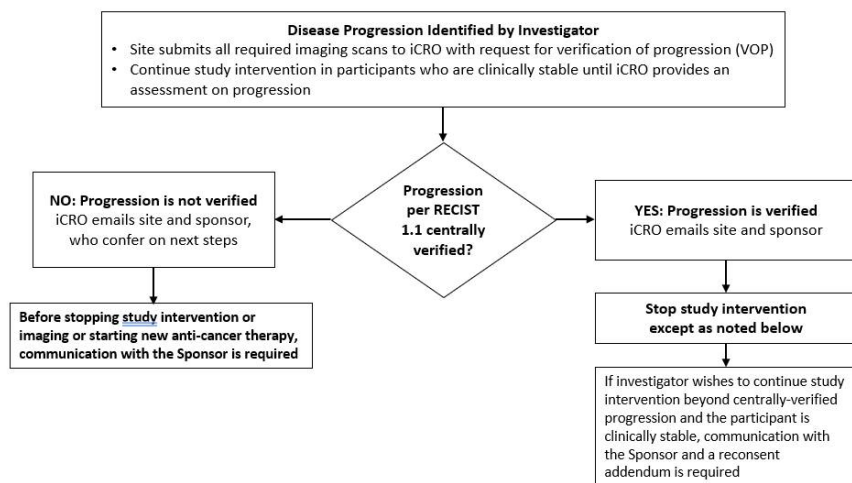 Disease Progression Identified by Investigator
• Site submits all required imaging scans to iCRO with request for verification of progression (VOP)
• Continue study intervention in participants who are clinically stable until iCRO provides an
assessment on progression
Progression
per RECIST
1.1 centrally
verified?
NO: Progression is not verified
iCRO emails site and sponsor,
who confer on next steps
Before stopping study intervention or
imaging or starting new anti-cancer therapy,
communication with the Sponsor is required
YES: Progression is verified
iCRO emails site and sponsor
Stop study intervention
except as noted below
If investigator wishes to continue study
intervention beyond centrally-verified
progression and the participant is
clinically stable, communication with
the Sponsor and a reconsent
addendum is required